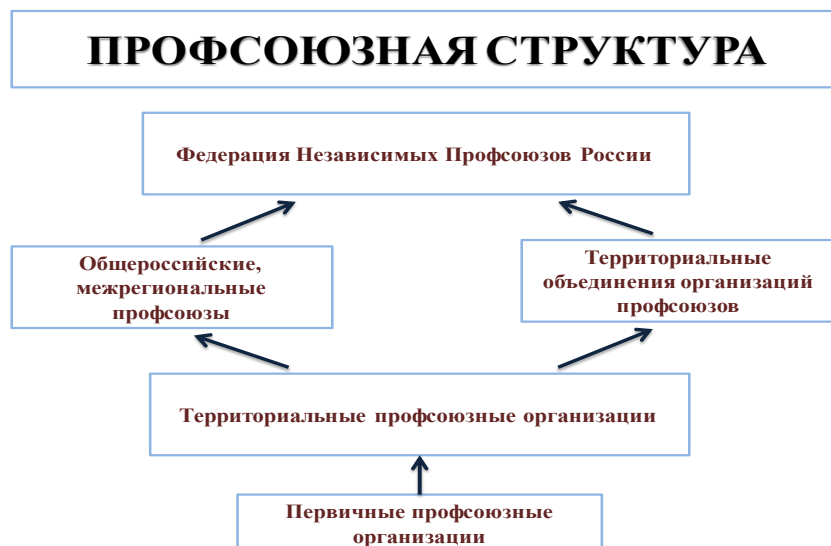 ПРОФСОЮЗНАЯ СТРУКТУРА
Федерация Независимых Профсоюзов России
Общероссийские,
межрегиональные
профсоюзы
Территориальные
объединения организаций
профсоюзов
Территориальные профсоюзные организации
Первичные профсоюзные
организации